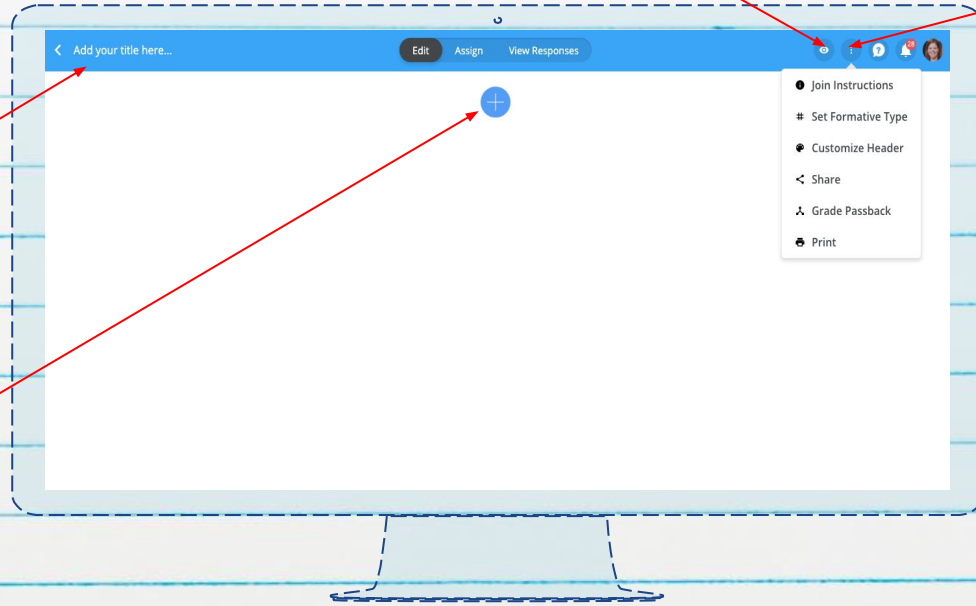 Add your title here...
Edit Assign View Responses
28
Join Instructions
# Set Formative Type
Customize Header
Share
Grade Passback
Print